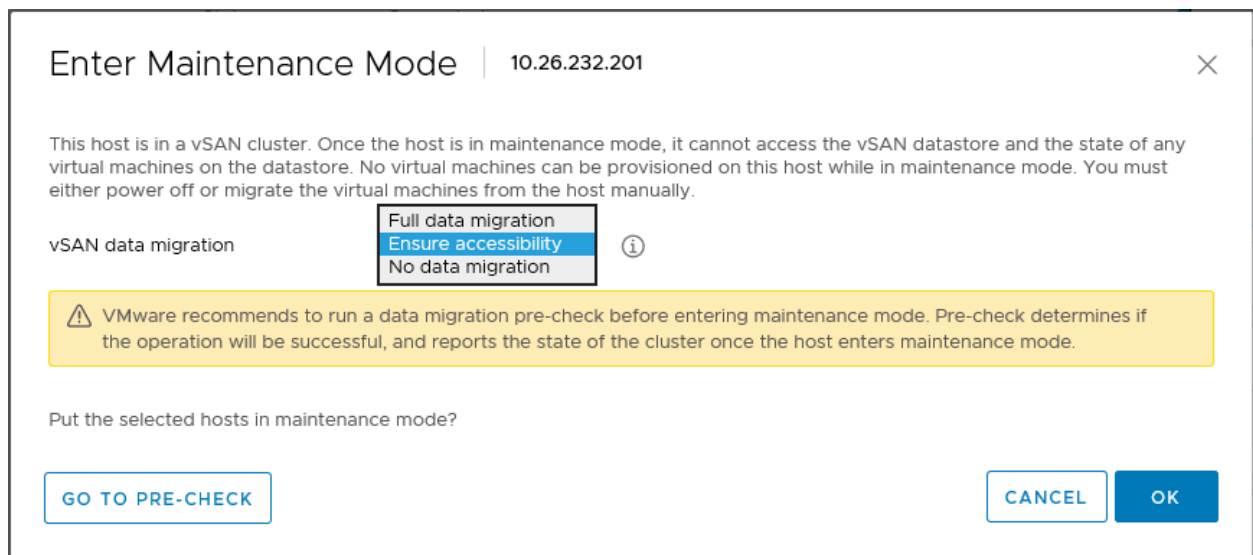 Enter Maintenance Mode 10.26.232.201
This host is in a vSAN cluster. Once the host is in maintenance mode, it cannot access the vSAN datastore and the state of any
virtual machines on the datastore. No virtual machines can be provisioned on this host while in maintenance mode. You must
either power off or migrate the virtual machines from the host manually.
vSAN data migration
Full data migration
Ensure accessibility
No data migration
VMware recommends to run a data migration pre-check before entering maintenance mode. Pre-check determines if
the operation will be successful, and reports the state of the cluster once the host enters maintenance mode.
Put the selected hosts in maintenance mode?
GO TO PRE-CHECK
CANCEL
OK